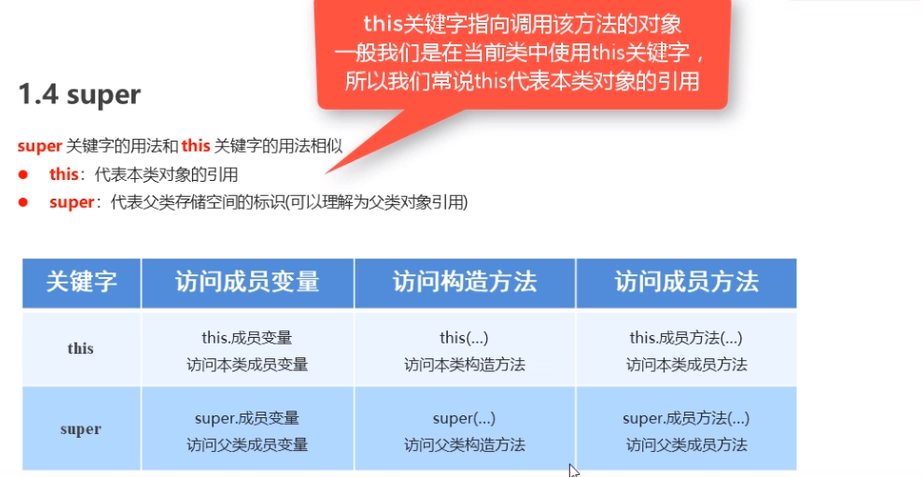 this关键字指向调用该方法的对象
一般我们是在当前类中使用this关键字，
所以我们常说this代表本类对象的引用
1.4 super
super 关键字的用法和 this 关键字的用法相似
● this：代表本类对象的引用
● super：代表父类存储空间的标识(可以理解为父类对象引用)
关键字 访问成员变量 访问构造方法 访问成员方法
this
this.成员变量
访问本类成员变量
this(...)
访问本类构造方法
this.成员方法(...)
访问本类成员方法
super
super.成员变量
访问父类成员变量
super(...)
访问父类构造方法
super.成员方法(...)
访问父类成员方法